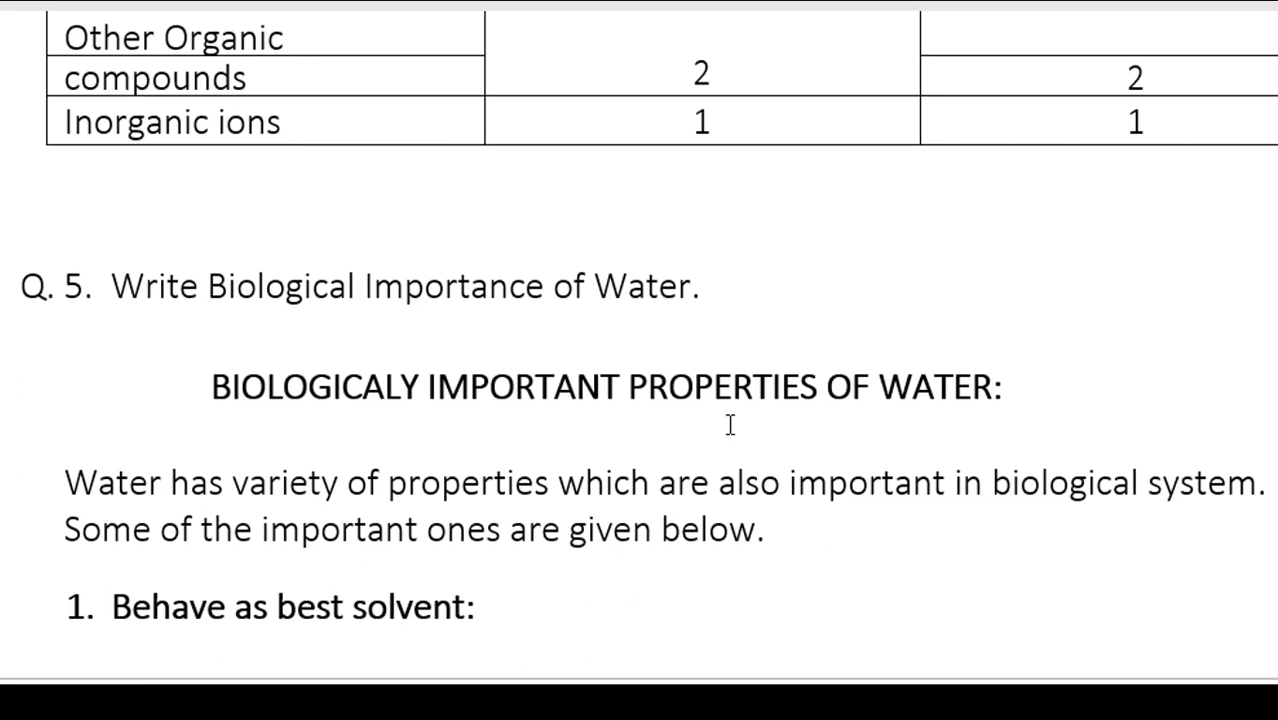 Other Organic
compounds 2 2
Inorganic ions 1 1
Q. 5. Write Biological Importance of Water.
BIOLOGICALY IMPORTANT PROPERTIES OF WATER:
Water has variety of properties which are also important in biological system.
Some of the important ones are given below.
1. Behave as best solvent: